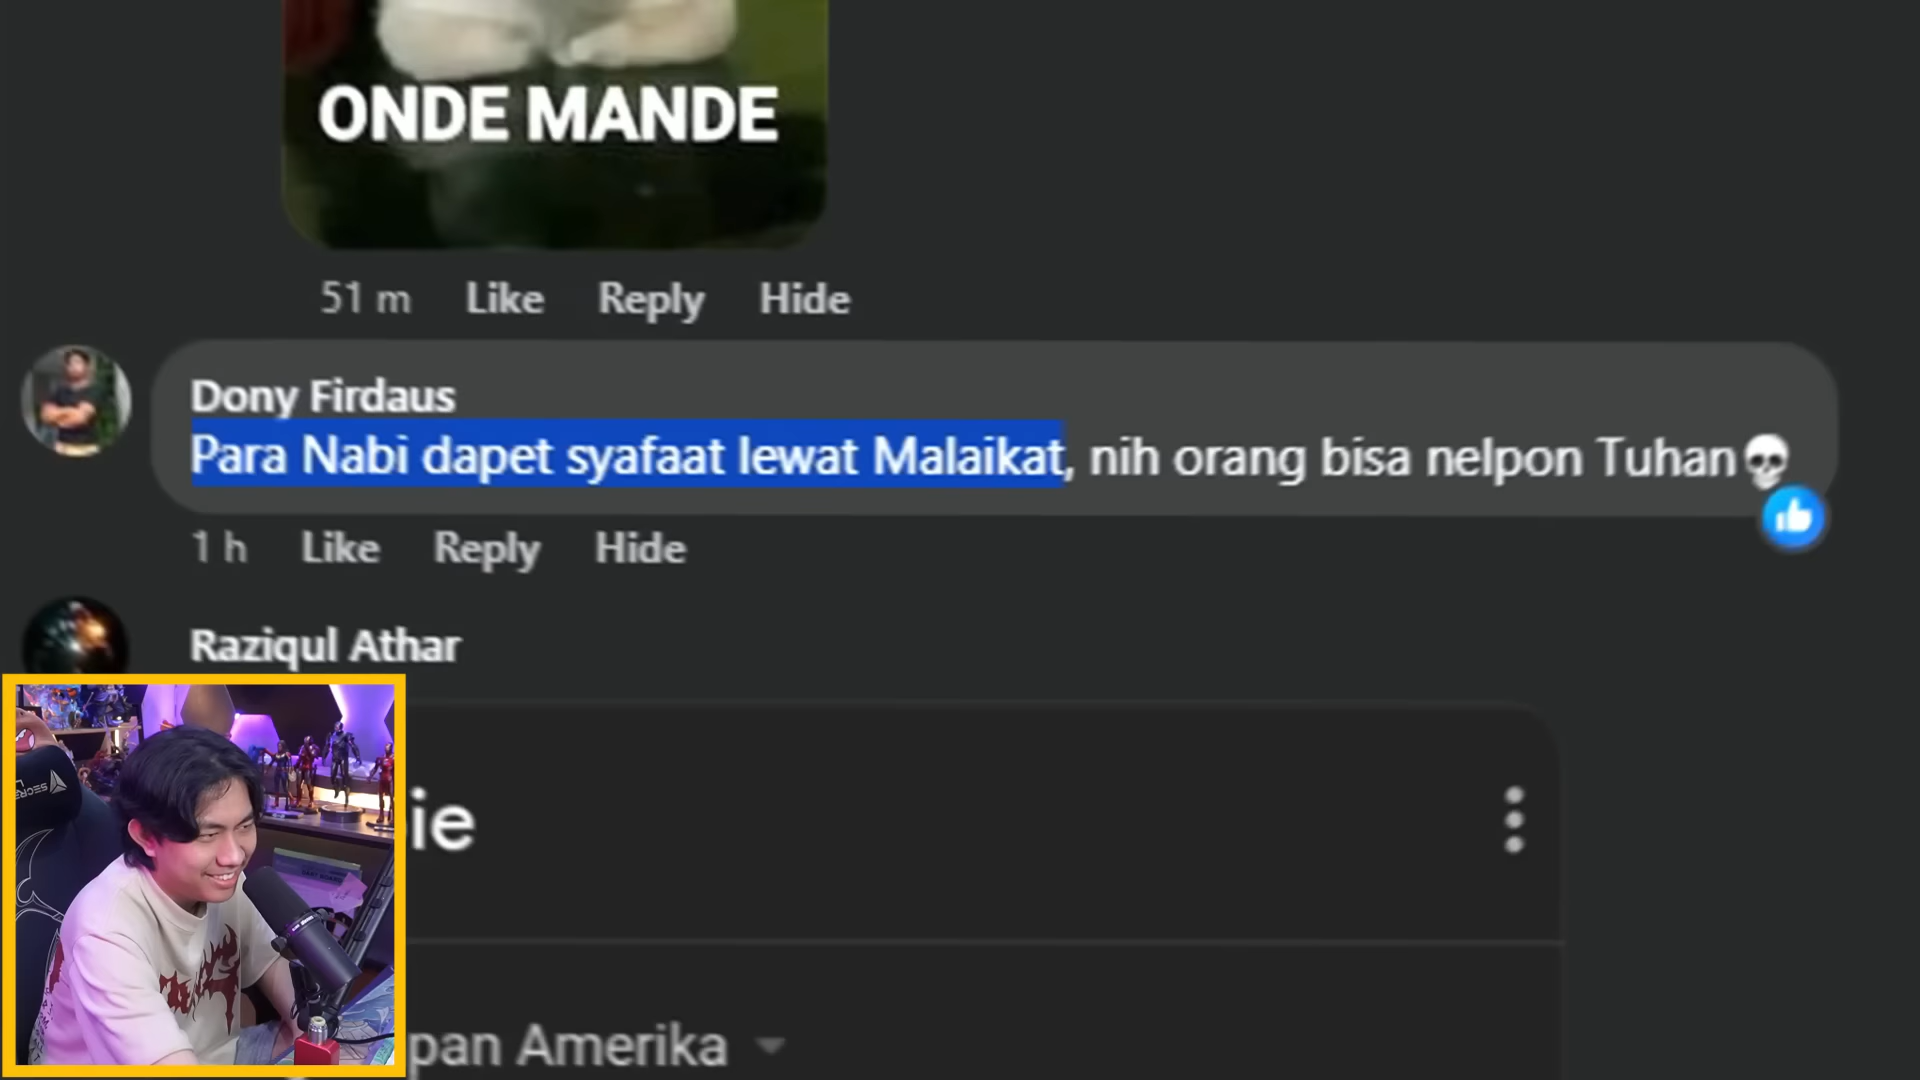 ONDE MANDE
51 m Like Reply Hide
Dony Firdaus
Para Nabi dapet syafaat lewat Malaikat, nih orang bisa nelpon Tuhan💀
1 h Like Reply Hide
Raziqul Athar
ie
pan Amerika